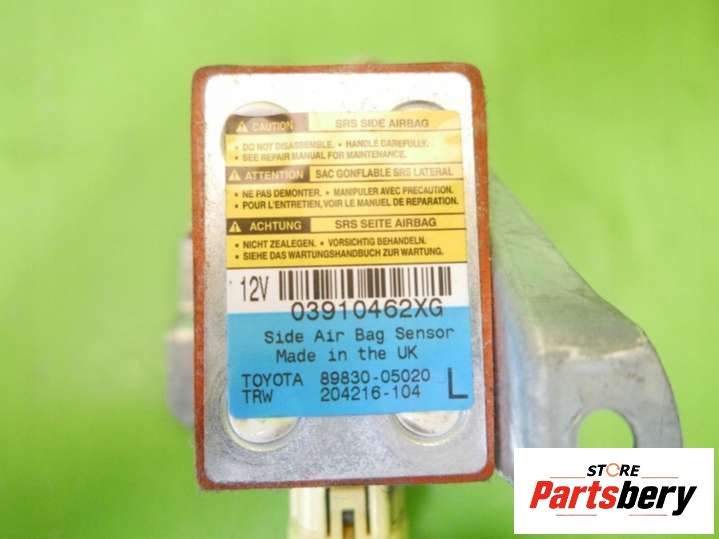 CAUTION SRS SIDE AIRBAG
• DO NOT DISASSEMBLE. • HANDLE CAREFULLY.
• SEE REPAIR MANUAL FOR MAINTENANCE.
ATTENTION SAC GONFLABLE SRS LATERAL
• NE PAS DEMONTER. • MANIPULER AVEC PRECAUTION.
• POUR L'ENTRETIEN, VOIR LE MANUEL DE REPARATION.
ACHTUNG SRS SEITE AIRBAG
• NICHT ZEALEGEN. • VORSICHTIG BEHANDELN.
• SIEHE DAS WARTUNGSHANDBUCH ZUR WARTUNG.
12V
03910462XG
Side Air Bag Sensor
Made in the UK
TOYOTA 89830-05020
TRW 204216-104 L
STORE
Partsbery